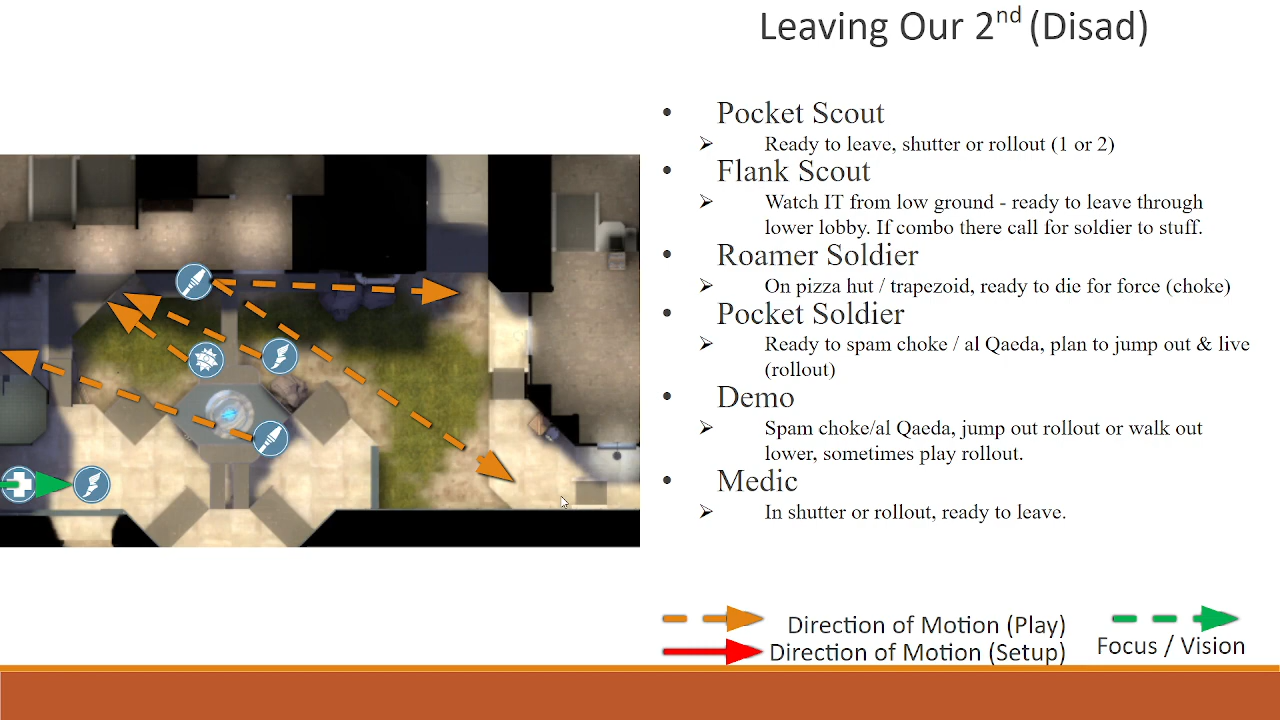 Leaving Our 2nd (Disad)
• Pocket Scout
➢ Ready to leave, shutter or rollout (1 or 2)
• Flank Scout
➢ Watch IT from low ground - ready to leave through
lower lobby. If combo there call for soldier to stuff.
• Roamer Soldier
➢ On pizza hut / trapezoid, ready to die for force (choke)
• Pocket Soldier
➢ Ready to spam choke / al Qaeda, plan to jump out & live
(rollout)
• Demo
➢ Spam choke/al Qaeda, jump out rollout or walk out
lower, sometimes play rollout.
• Medic
➢ In shutter or rollout, ready to leave.
Direction of Motion (Play)
Direction of Motion (Setup)
Focus / Vision